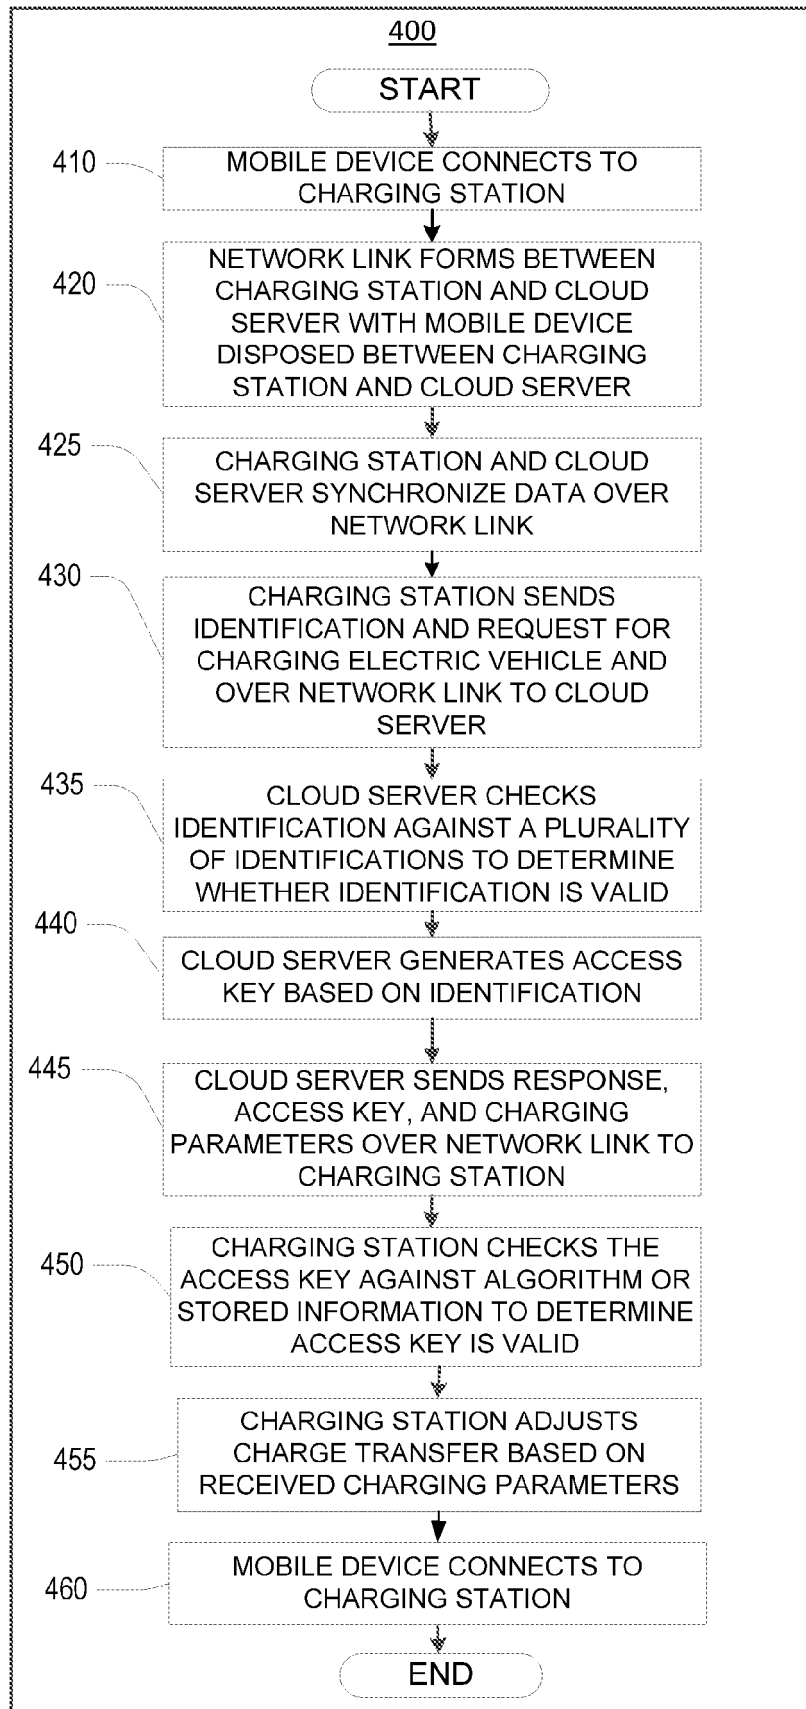 400
START
410
MOBILE DEVICE CONNECTS TO
CHARGING STATION
420
NETWORK LINK FORMS BETWEEN
CHARGING STATION AND CLOUD
SERVER WITH MOBILE DEVICE
DISPOSED BETWEEN CHARGING
STATION AND CLOUD SERVER
425
CHARGING STATION AND CLOUD
SERVER SYNCHRONIZE DATA OVER
NETWORK LINK
430
CHARGING STATION SENDS
IDENTIFICATION AND REQUEST FOR
CHARGING ELECTRIC VEHICLE AND
OVER NETWORK LINK TO CLOUD
SERVER
435
CLOUD SERVER CHECKS
IDENTIFICATION AGAINST A PLURALITY
OF IDENTIFICATIONS TO DETERMINE
WHETHER IDENTIFICATION IS VALID
440
CLOUD SERVER GENERATES ACCESS
KEY BASED ON IDENTIFICATION
445
CLOUD SERVER SENDS RESPONSE,
ACCESS KEY, AND CHARGING
PARAMETERS OVER NETWORK LINK TO
CHARGING STATION
450
CHARGING STATION CHECKS THE
ACCESS KEY AGAINST ALGORITHM OR
STORED INFORMATION TO DETERMINE
ACCESS KEY IS VALID
455
CHARGING STATION ADJUSTS
CHARGE TRANSFER BASED ON
RECEIVED CHARGING PARAMETERS
460
MOBILE DEVICE CONNECTS TO
CHARGING STATION
END